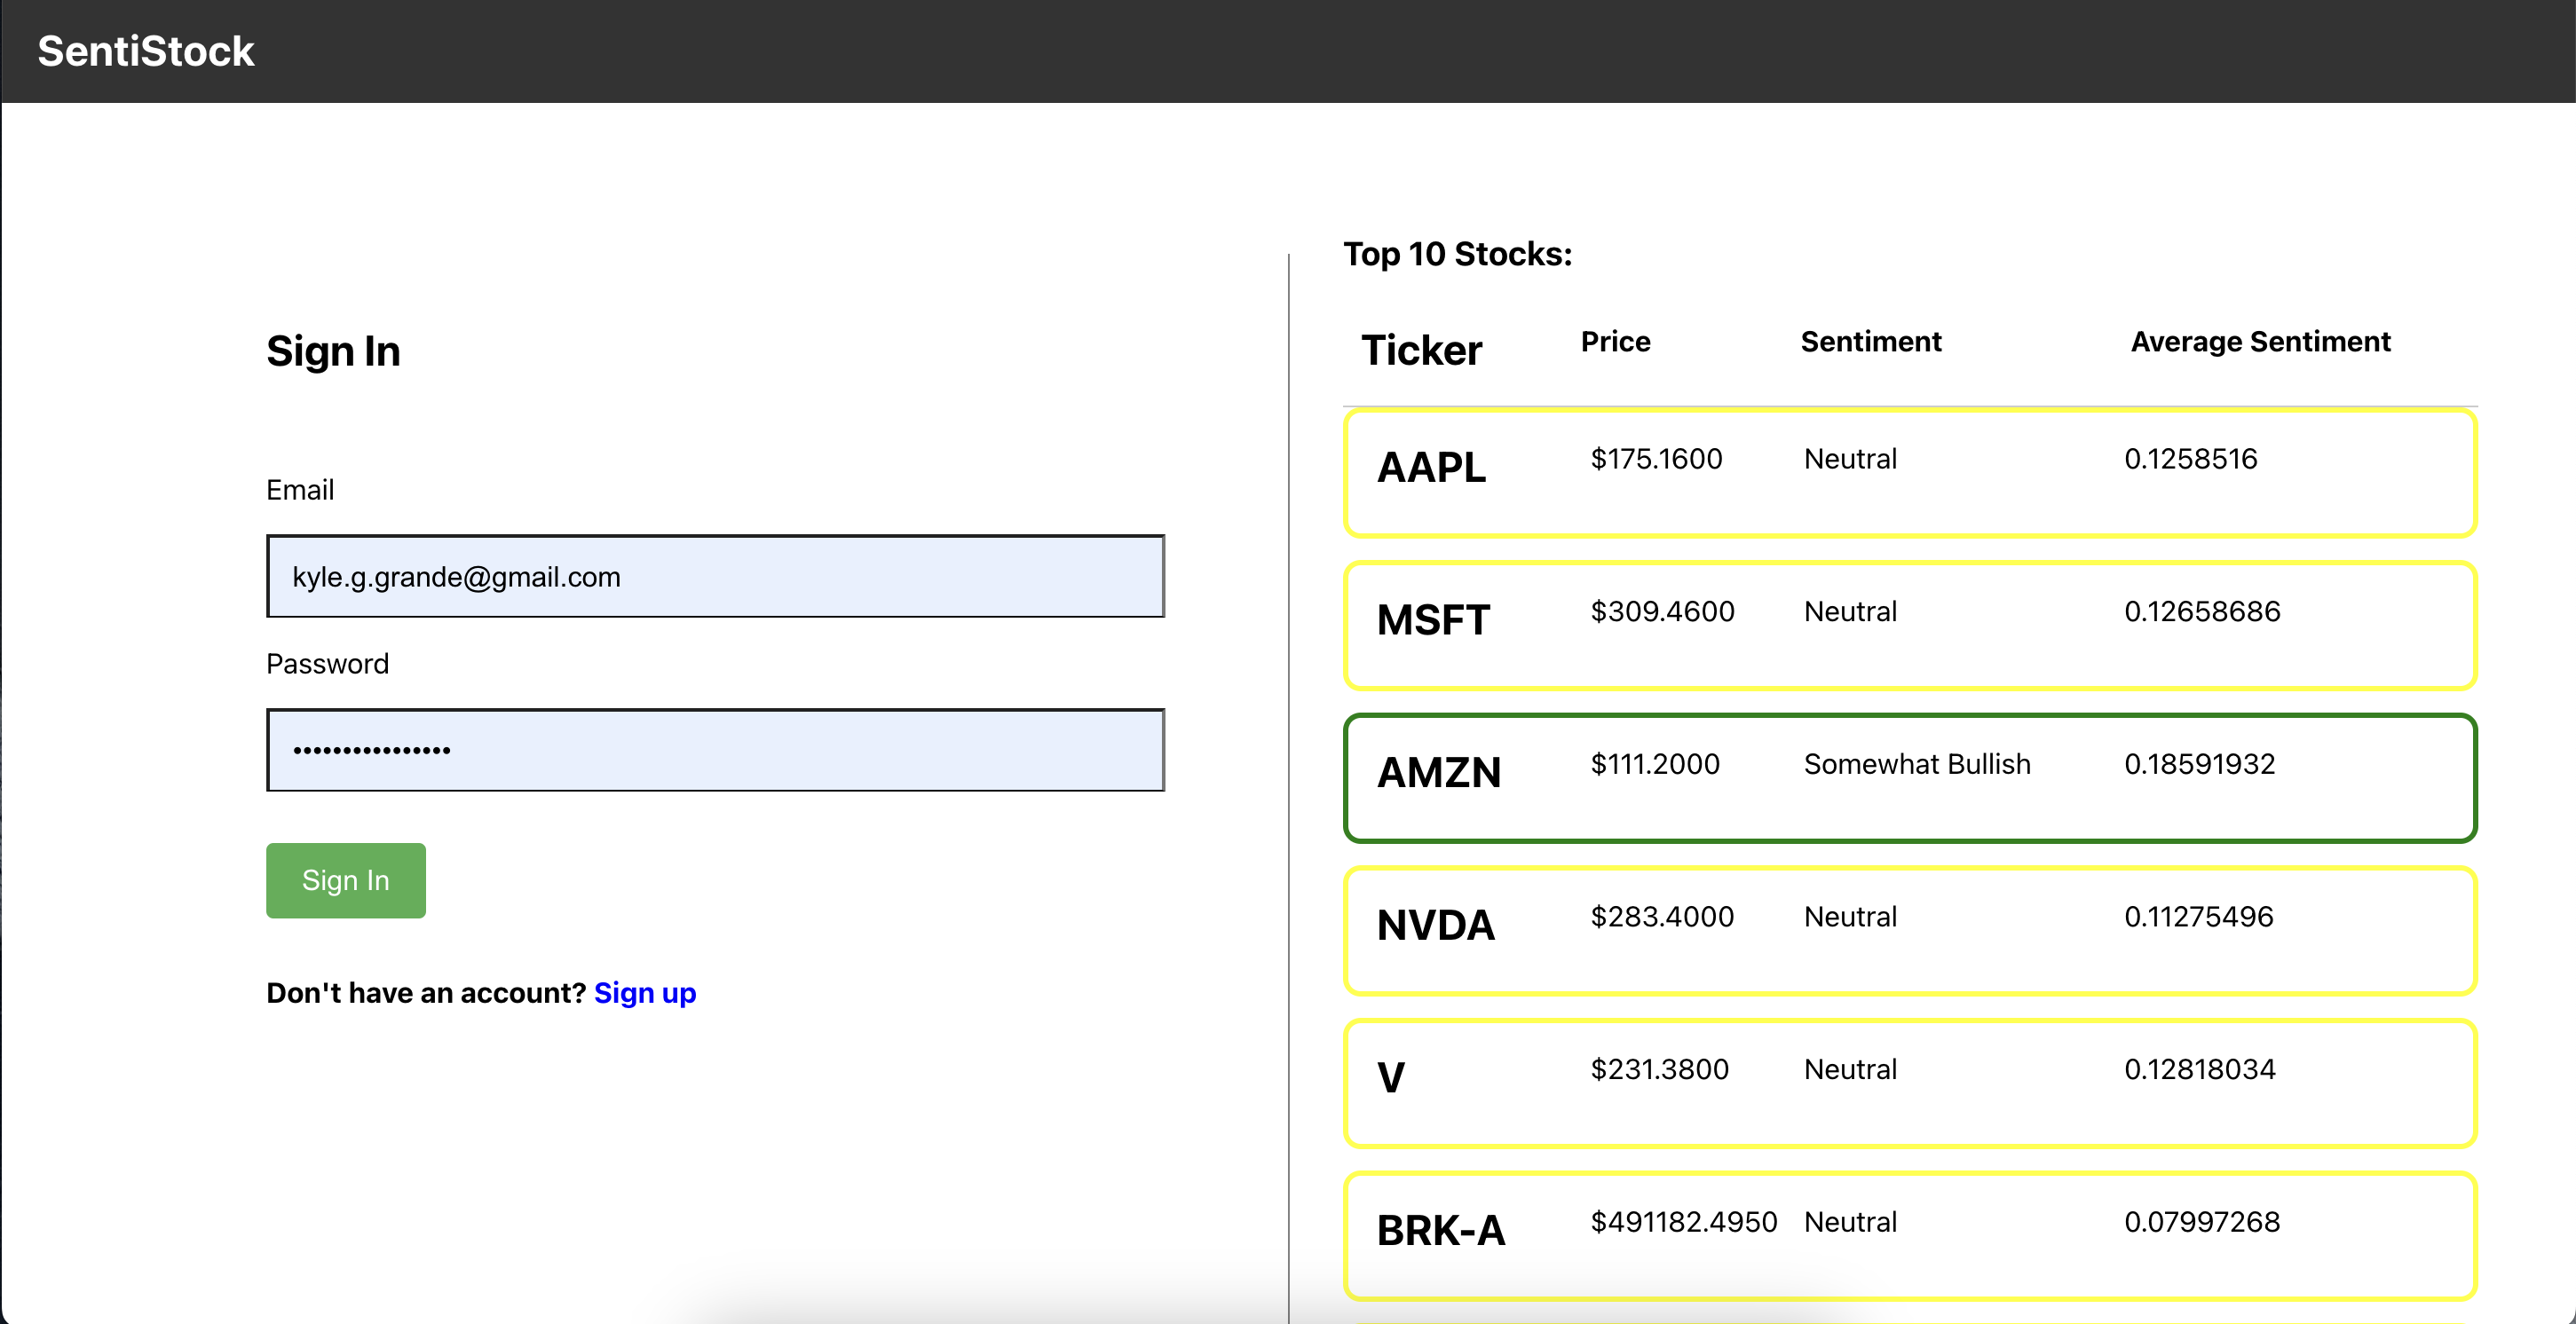 SentiStock
Sign In
Email
kyle.g.grande@gmail.com
Password
••••••••••••••••
Sign In
Don't have an account? Sign up
Top 10 Stocks:
Ticker Price Sentiment Average Sentiment
AAPL $175.1600 Neutral 0.1258516
MSFT $309.4600 Neutral 0.12658686
AMZN $111.2000 Somewhat Bullish 0.18591932
NVDA $283.4000 Neutral 0.11275496
V $231.3800 Neutral 0.12818034
BRK-A $491182.4950 Neutral 0.07997268